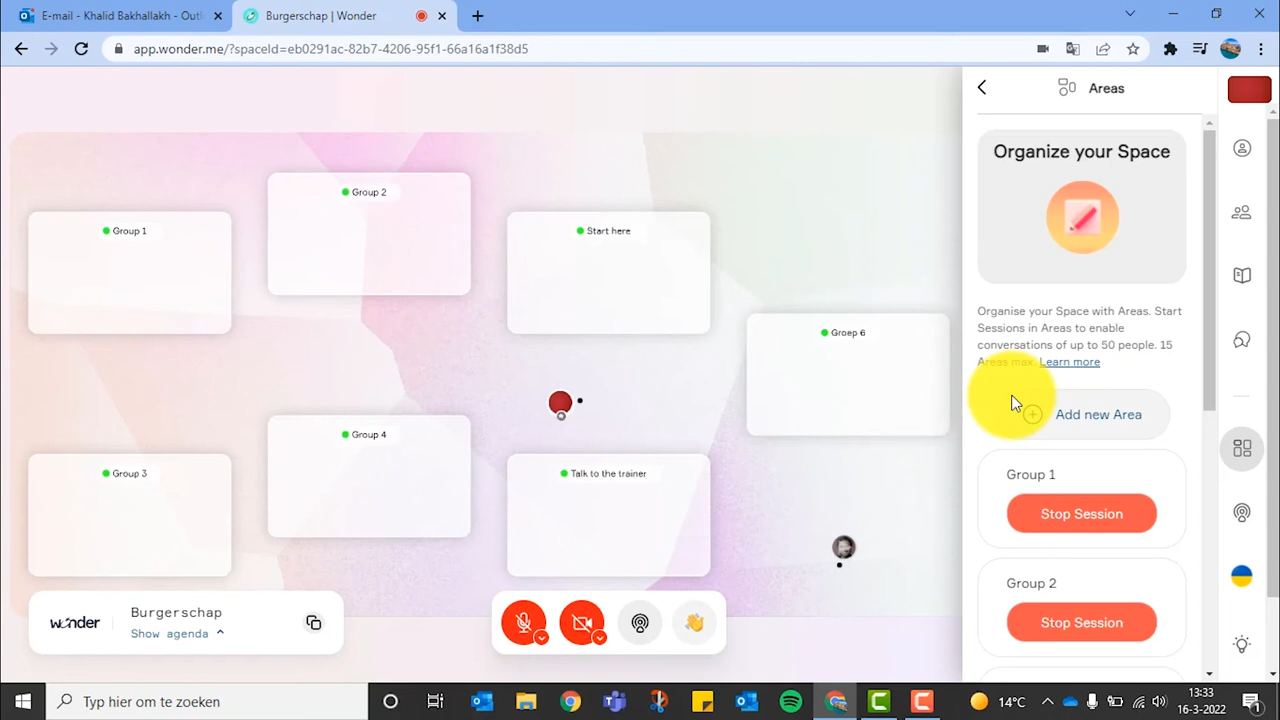 E-mail - Khalid Bakhallakh - Outl
Burgerschap | Wonder
app.wonder.me/?spaceId=eb0291ac-82b7-4206-95f1-66a16a1f38d5
Areas
Organize your Space
Organise your Space with Areas. Start
Sessions in Areas to enable
conversations of up to 50 people. 15
Areas max. Learn more
Add new Area
Group 1
Stop Session
Group 2
Stop Session
Group 2
Group 1
Start here
Groep 6
Group 4
Group 3
Talk to the trainer
wonder
Burgerschap
Show agenda
Typ hier om te zoeken
14°C
13:33
16-3-2022
1